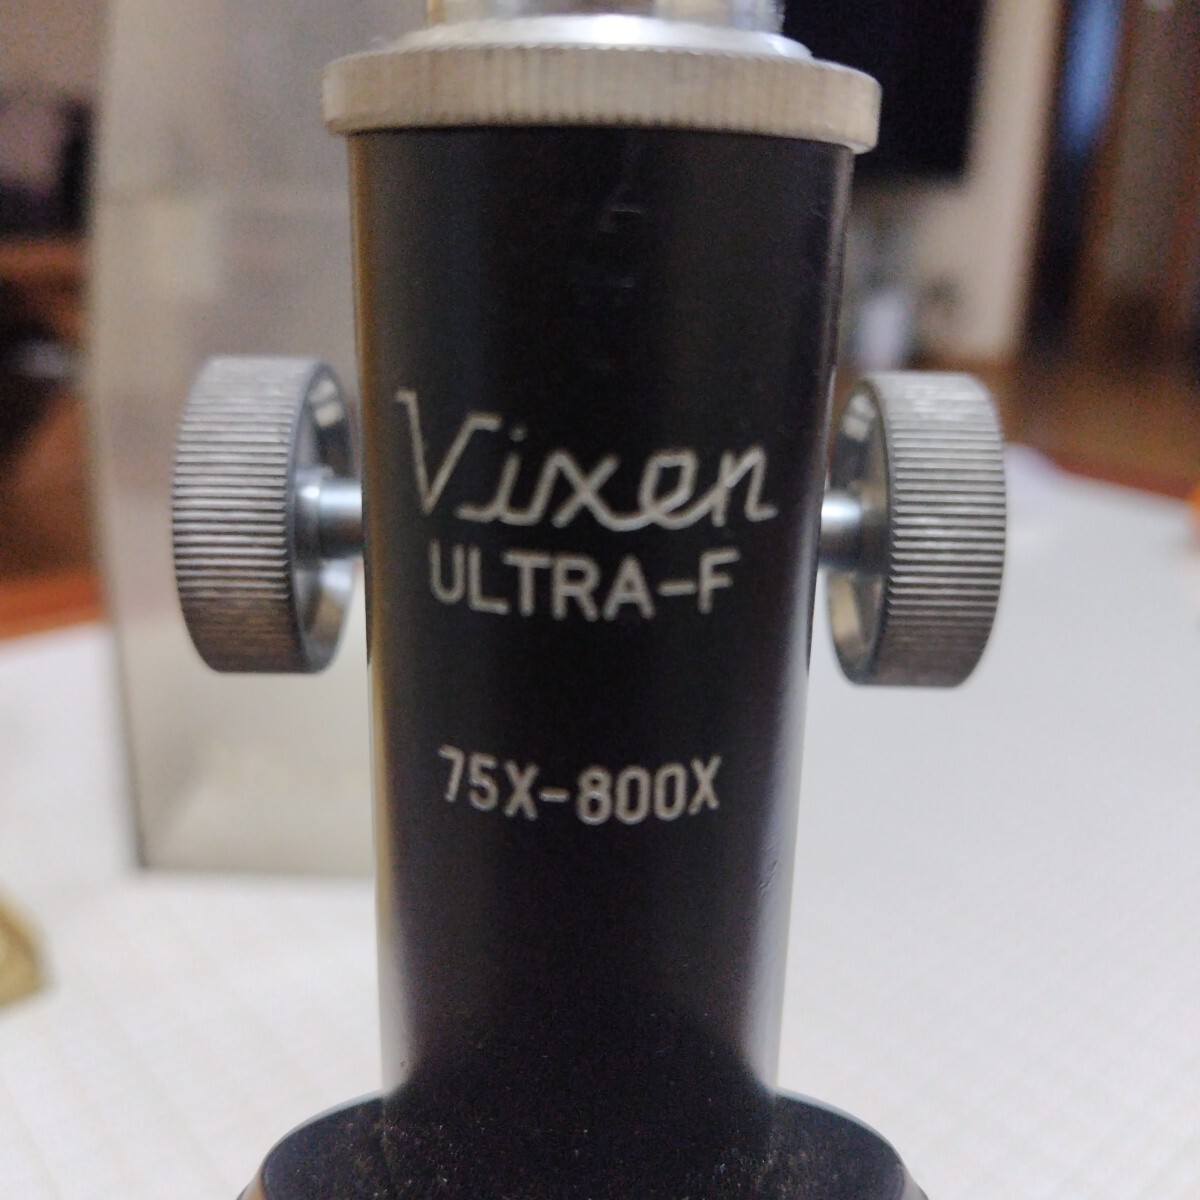 Vixen
ULTRA-F
75X-800X